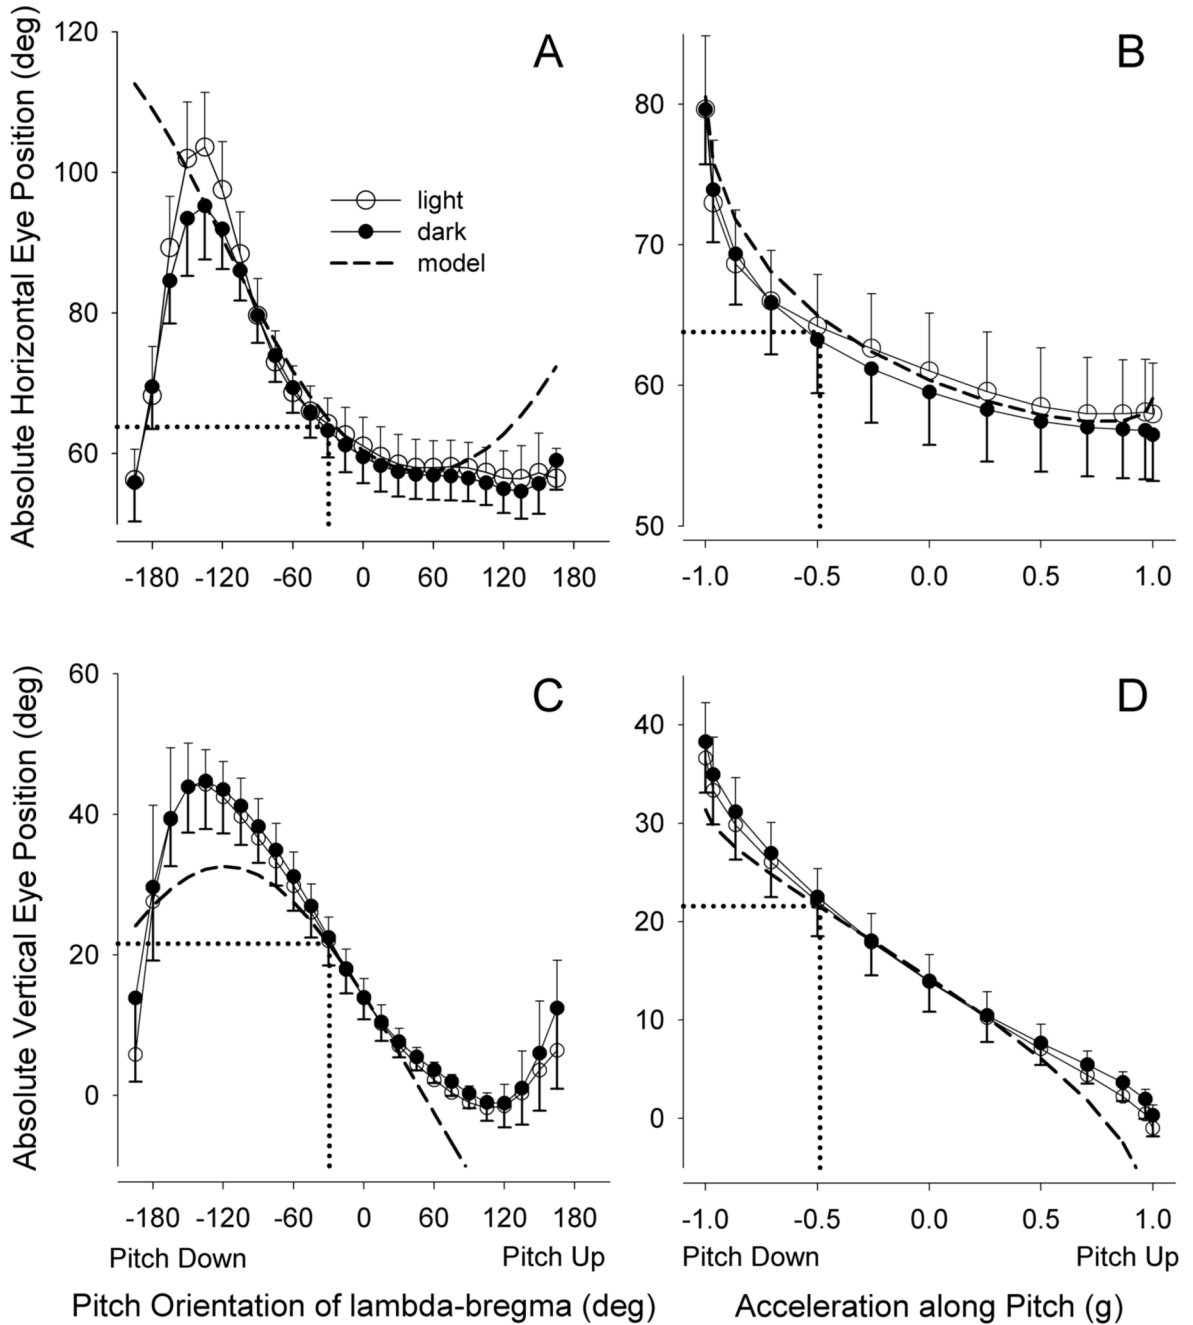 A
Absolute Horizontal Eye Position (deg)
120
100
80
60
light
dark
model
-180 -120 -60 0 60 120 180
B
80
70
60
50
-1.0 -0.5 0.0 0.5 1.0
C
Absolute Vertical Eye Position (deg)
60
40
20
0
-180 -120 -60 0 60 120 180
Pitch Down Pitch Up
Pitch Orientation of lambda-bregma (deg)
D
40
30
20
10
0
-1.0 -0.5 0.0 0.5 1.0
Pitch Down Pitch Up
Acceleration along Pitch (g)